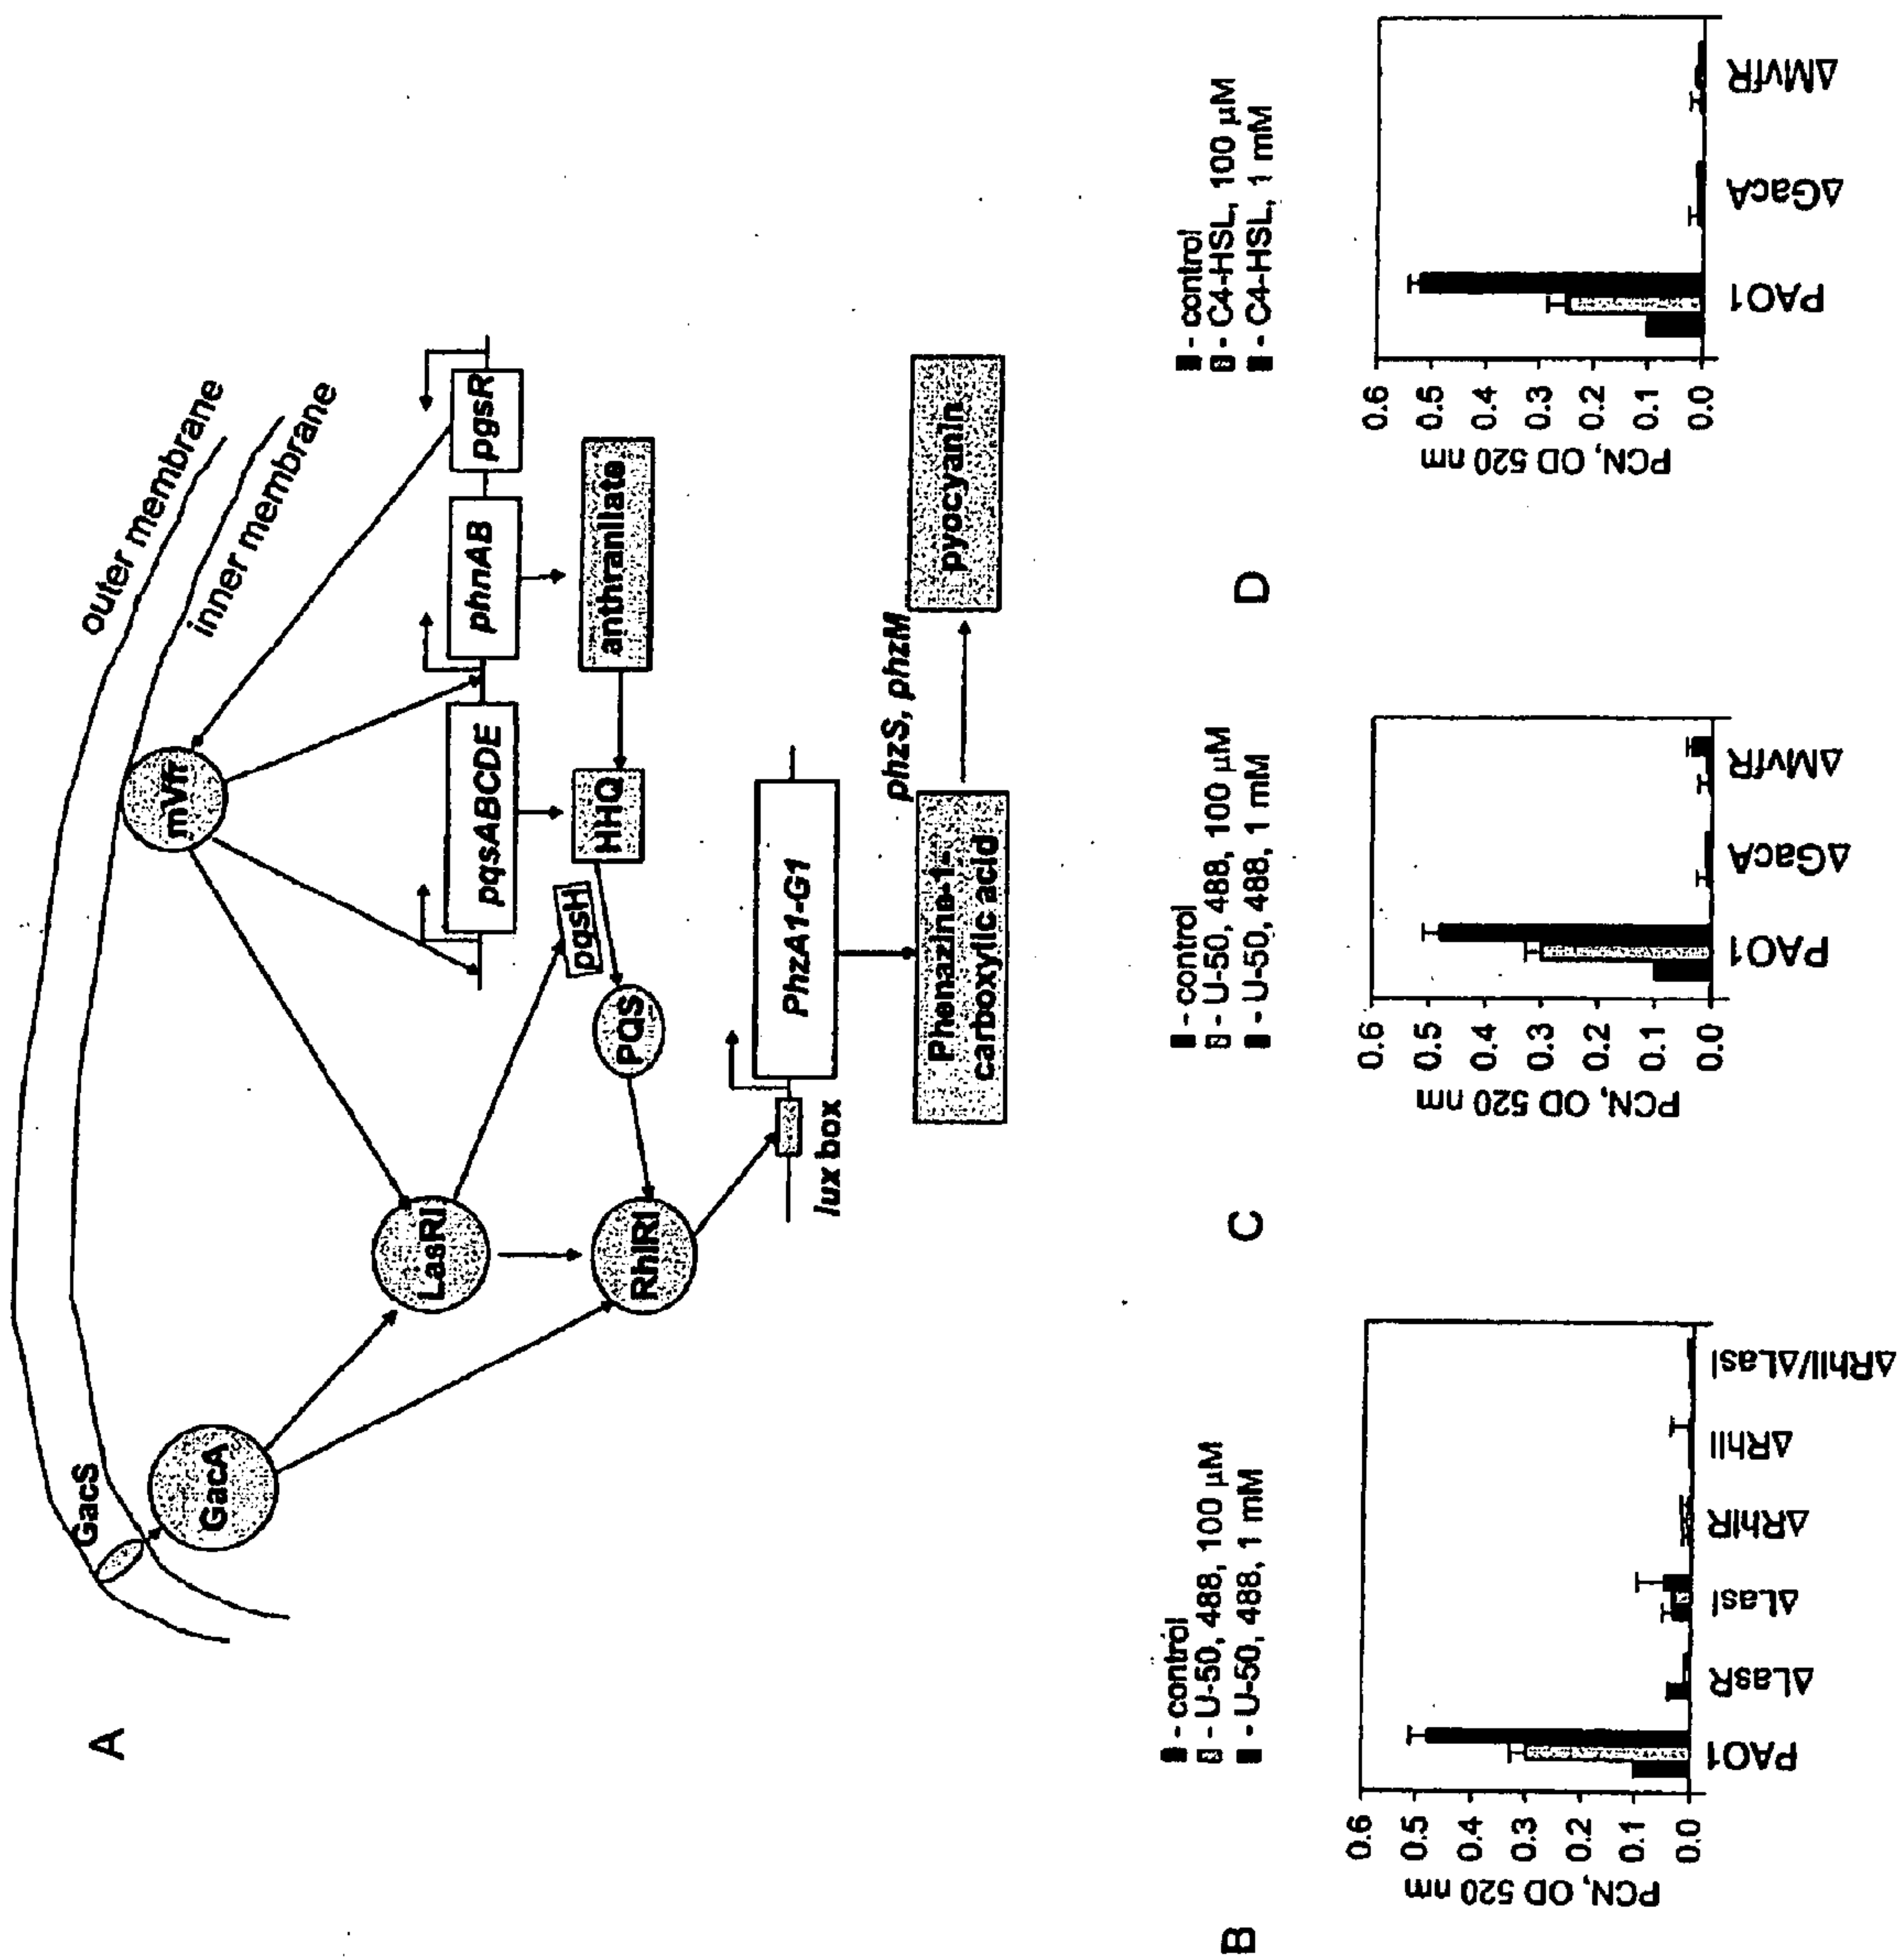 A
outer membrane
inner membrane
GacS
GacA
mVfr
LasRI
RhlRI
pqsABCDE
phnAB
pgsR
HHQ
anthranilate
pqsH
PQS
lux box
PhzA1-G1
Phenazine-1-
carboxylic acid
phzS, phzM
pyocyanin
B
- control
- U-50, 488, 100 µM
- U-50, 488, 1 mM
PCN, OD 520 nm
0.6
0.5
0.4
0.3
0.2
0.1
0.0
PAO1
ΔLasR
ΔLasI
ΔRhlR
ΔRhlI
ΔRhlI/ΔLasI
C
- control
- U-50, 488, 100 µM
- U-50, 488, 1 mM
PCN, OD 520 nm
0.6
0.5
0.4
0.3
0.2
0.1
0.0
PAO1
ΔGacA
ΔMvfR
D
- control
- C4-HSL, 100 µM
- C4-HSL, 1 mM
PCN, OD 520 nm
0.6
0.5
0.4
0.3
0.2
0.1
0.0
PAO1
ΔGacA
ΔMvfR